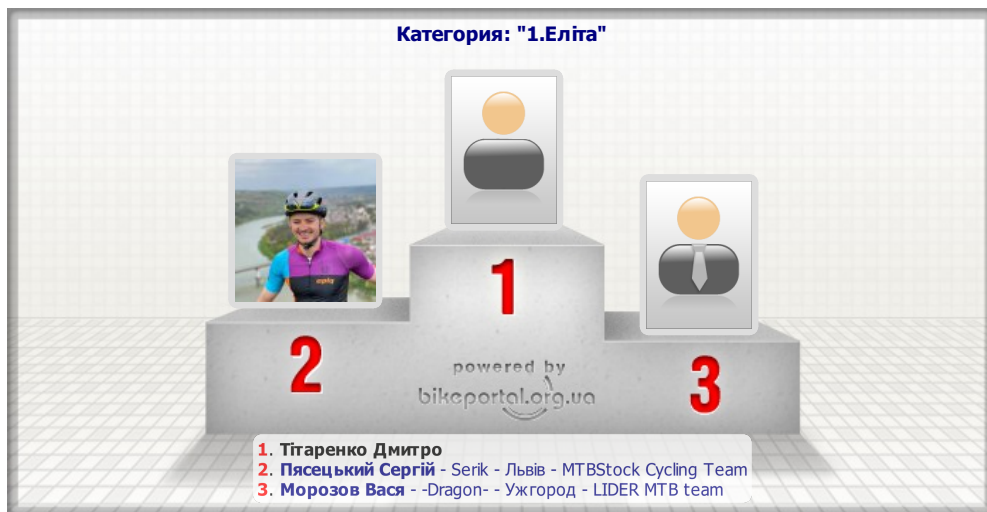 Категория: "1.Еліта"
1
2
3
powered by
bikeportal.org.ua
1. Тітаренко Дмитро
2. Пясецький Сергій - Serik - Львів - MTBStock Cycling Team
3. Морозов Вася - -Dragon- - Ужгород - LIDER MTB team